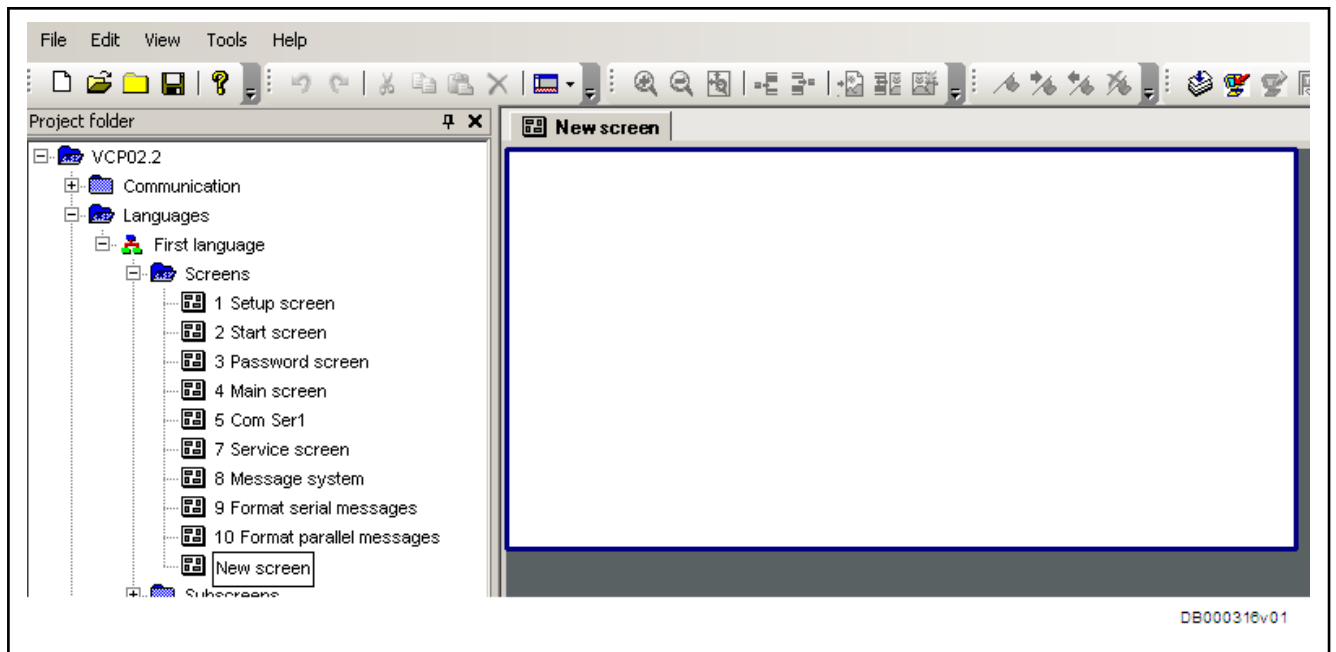 File Edit View Tools Help
Project folder
New screen
VCP02.2
Communication
Languages
First language
Screens
1 Setup screen
2 Start screen
3 Password screen
4 Main screen
5 Com Ser1
7 Service screen
8 Message system
9 Format serial messages
10 Format parallel messages
New screen
Subscreens
DB000316v01